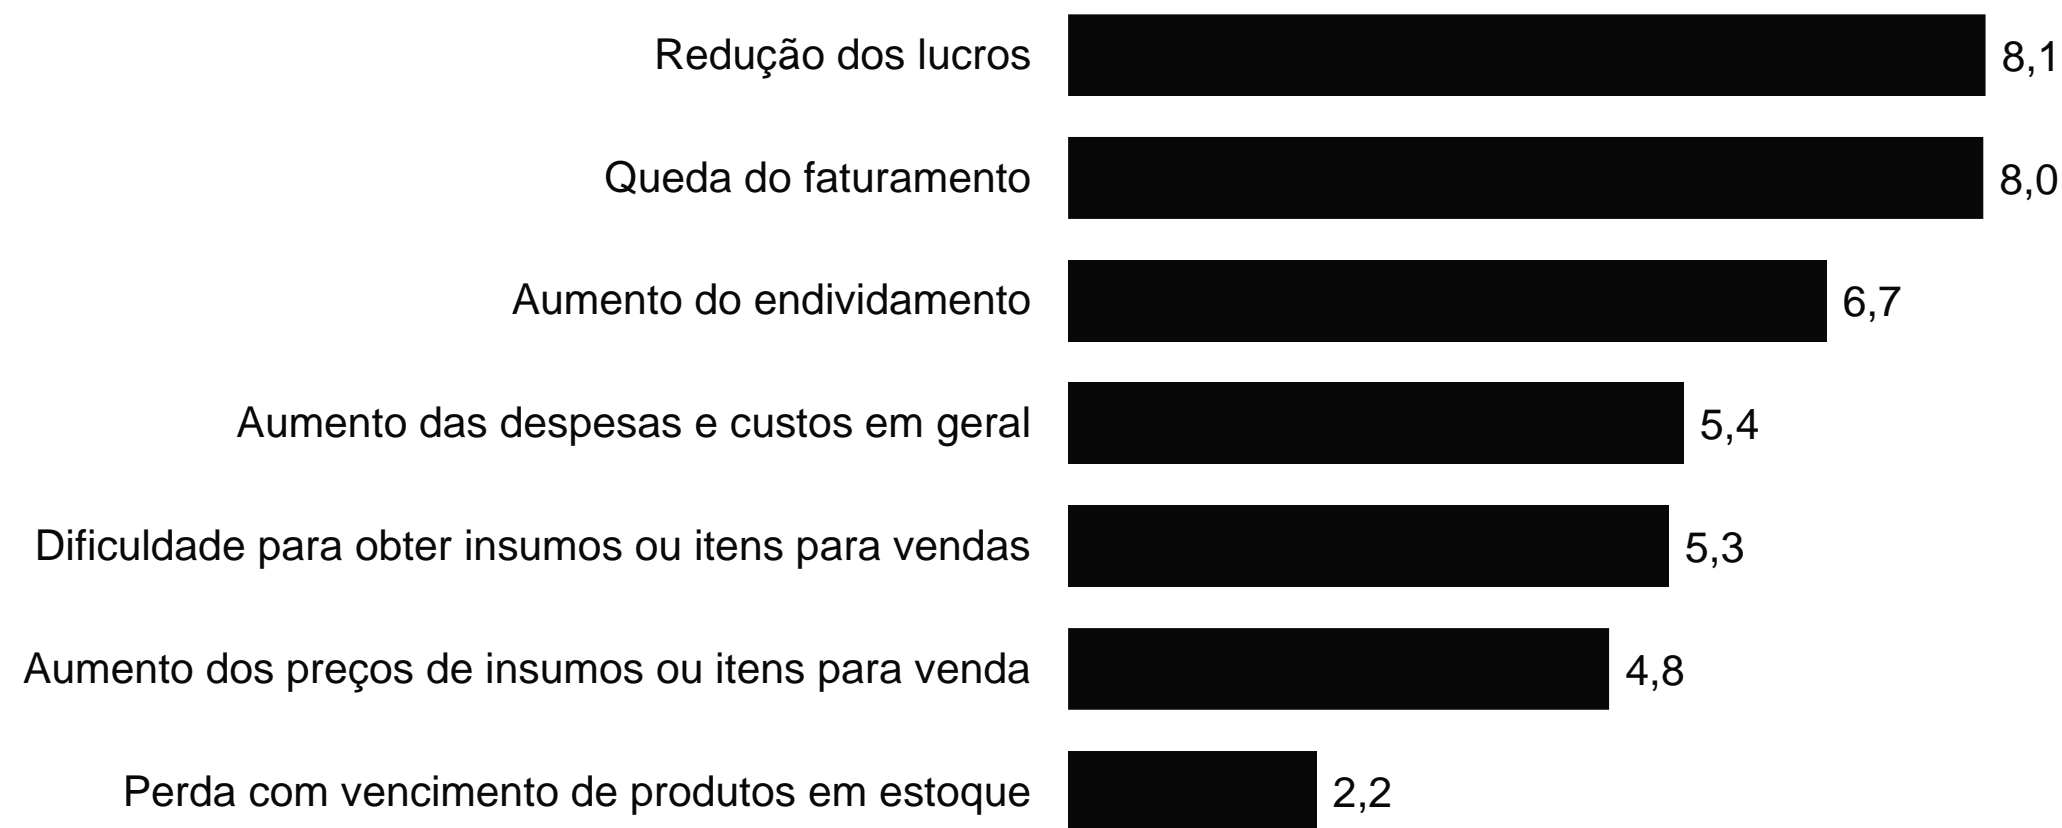 Redução dos lucros 8,1
Queda do faturamento 8,0
Aumento do endividamento 6,7
Aumento das despesas e custos em geral 5,4
Dificuldade para obter insumos ou itens para vendas 5,3
Aumento dos preços de insumos ou itens para venda 4,8
Perda com vencimento de produtos em estoque 2,2